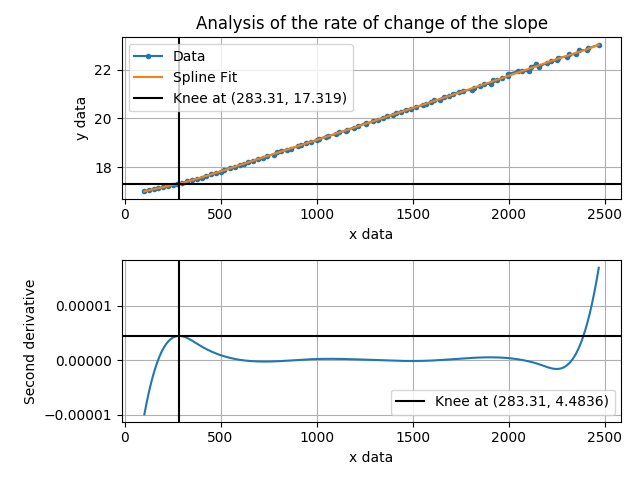 Analysis of the rate of change of the slope
Data
Spline Fit
Knee at (283.31, 17.319)
y data
22
20
18
0
500
1000
1500
2000
2500
x data
Second derivative
0.00001
0.00000
−0.00001
Knee at (283.31, 4.4836)
0
500
1000
1500
2000
2500
x data